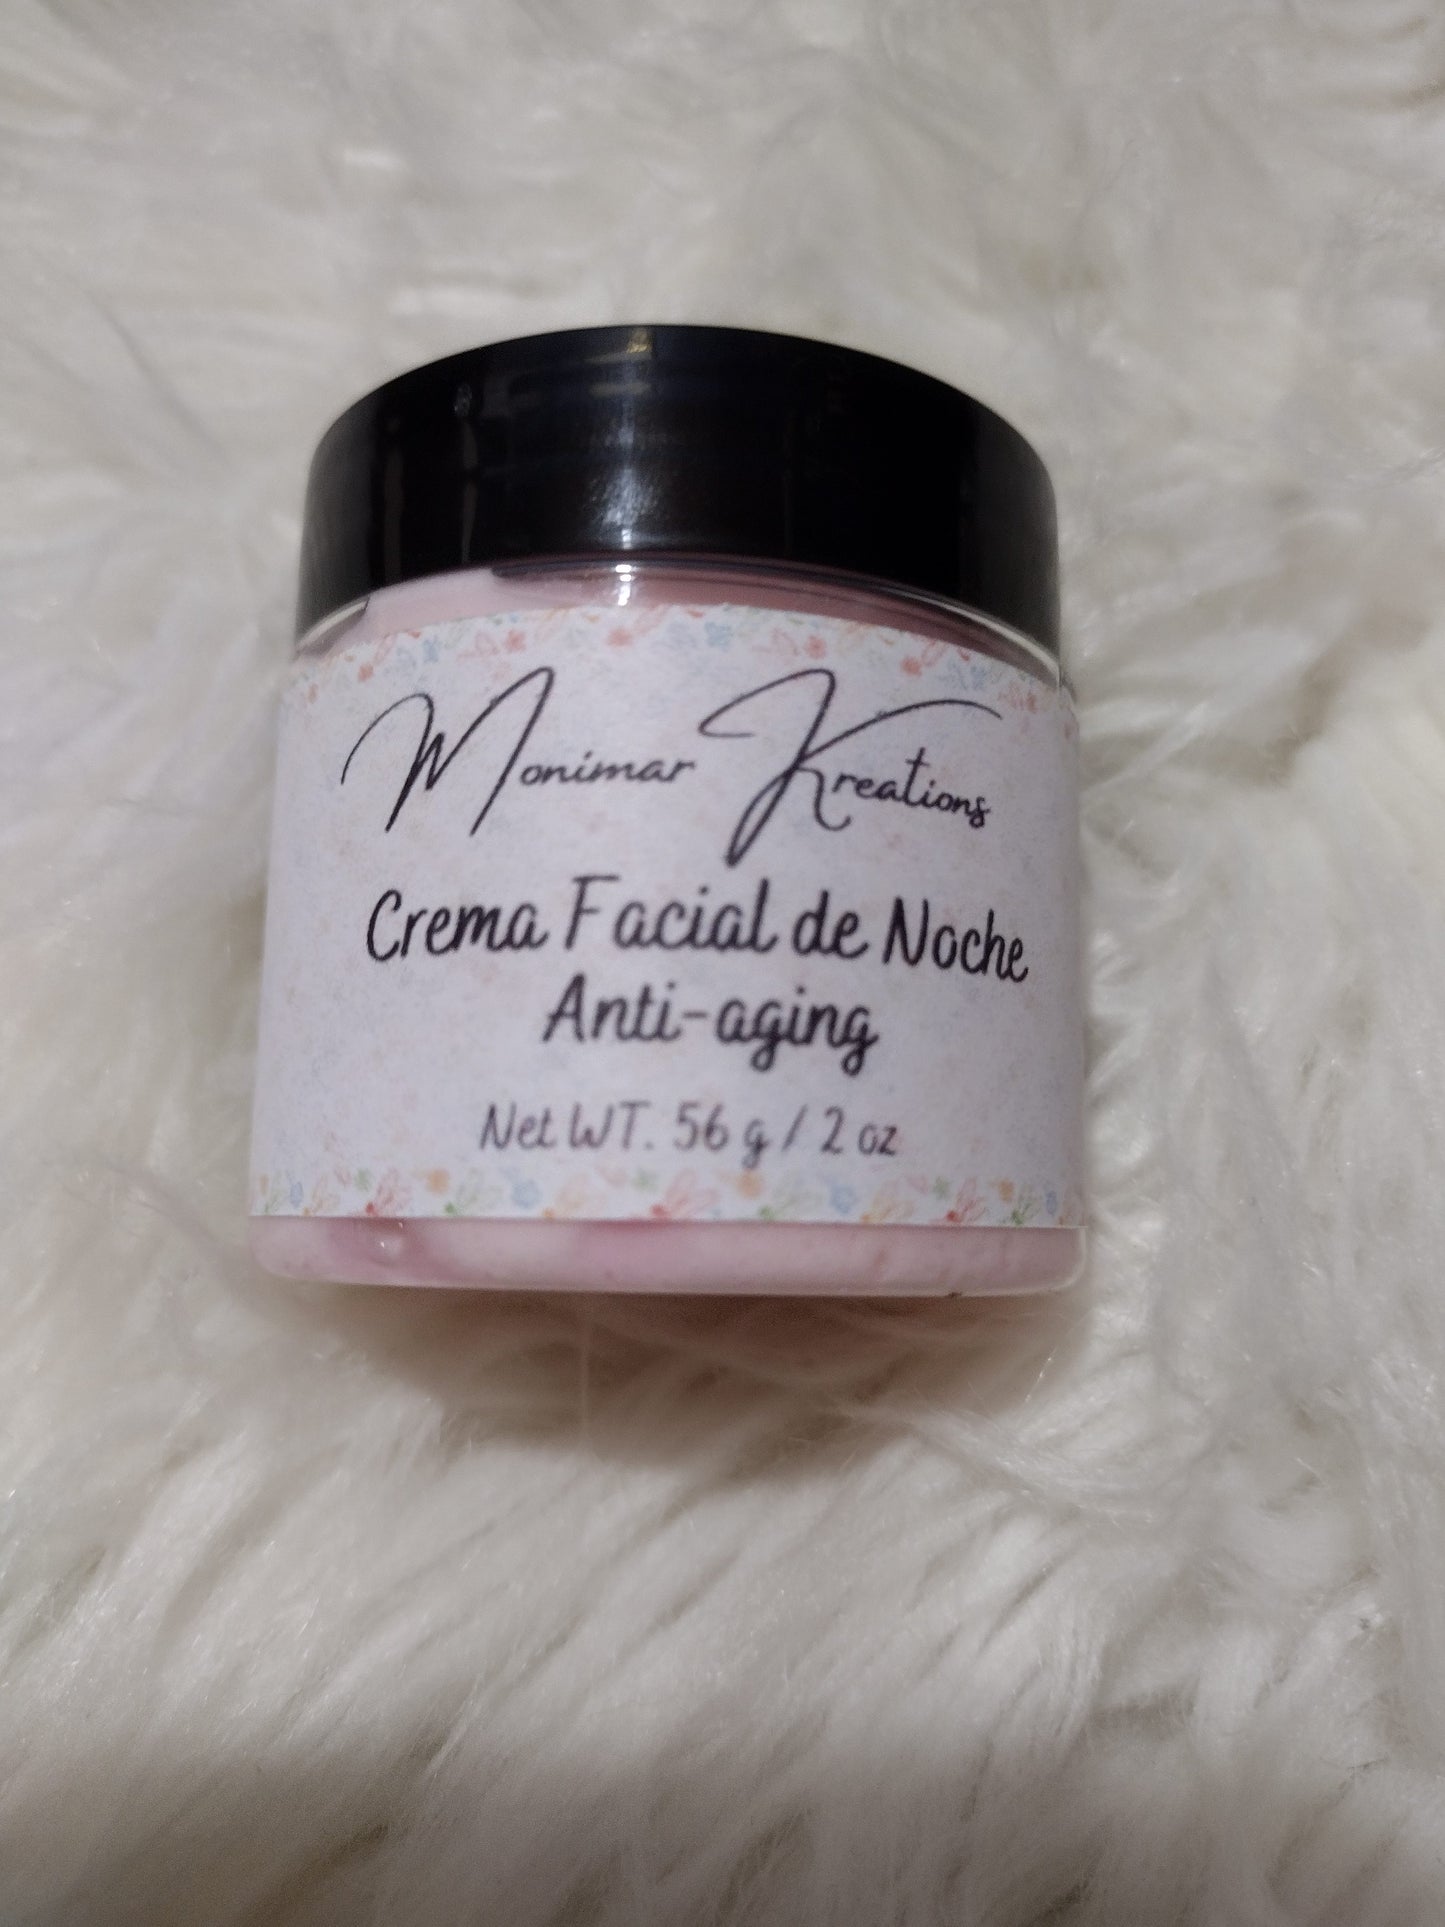 Monimar Kreations
Crema Facial de Noche
Anti-aging
Net WT. 56 g / 2 oz